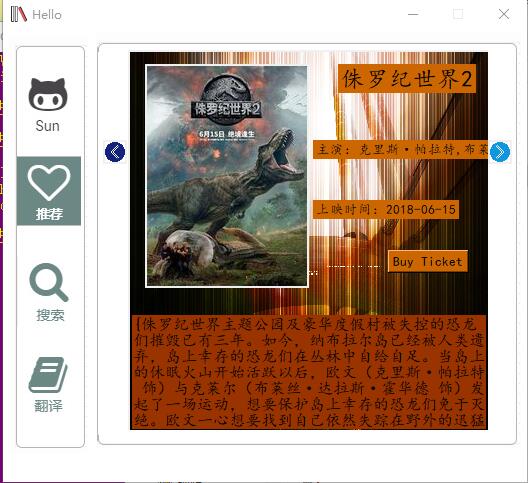 Hello
Sun
推荐
搜索
翻译
侏罗纪世界2
6月15日 绝境逢生
侏罗纪世界2
主演: 克里斯·帕拉特,布莱
上映时间: 2018-06-15
Buy Ticket
{侏罗纪世界主题公园及豪华度假村被失控的恐龙
们摧毁已有三年。如今, 纳布拉尔岛已经被人类遗
弃, 岛上幸存的恐龙们在丛林中自给自足。当岛上
的休眠火山开始活跃以后, 欧文（克里斯·帕拉特
饰）与克莱尔（布莱丝·达拉斯·霍华德 饰）发
起了一场运动, 想要保护岛上幸存的恐龙们免于灭
绝。欧文一心想要找到自己依然失踪在野外的迅猛